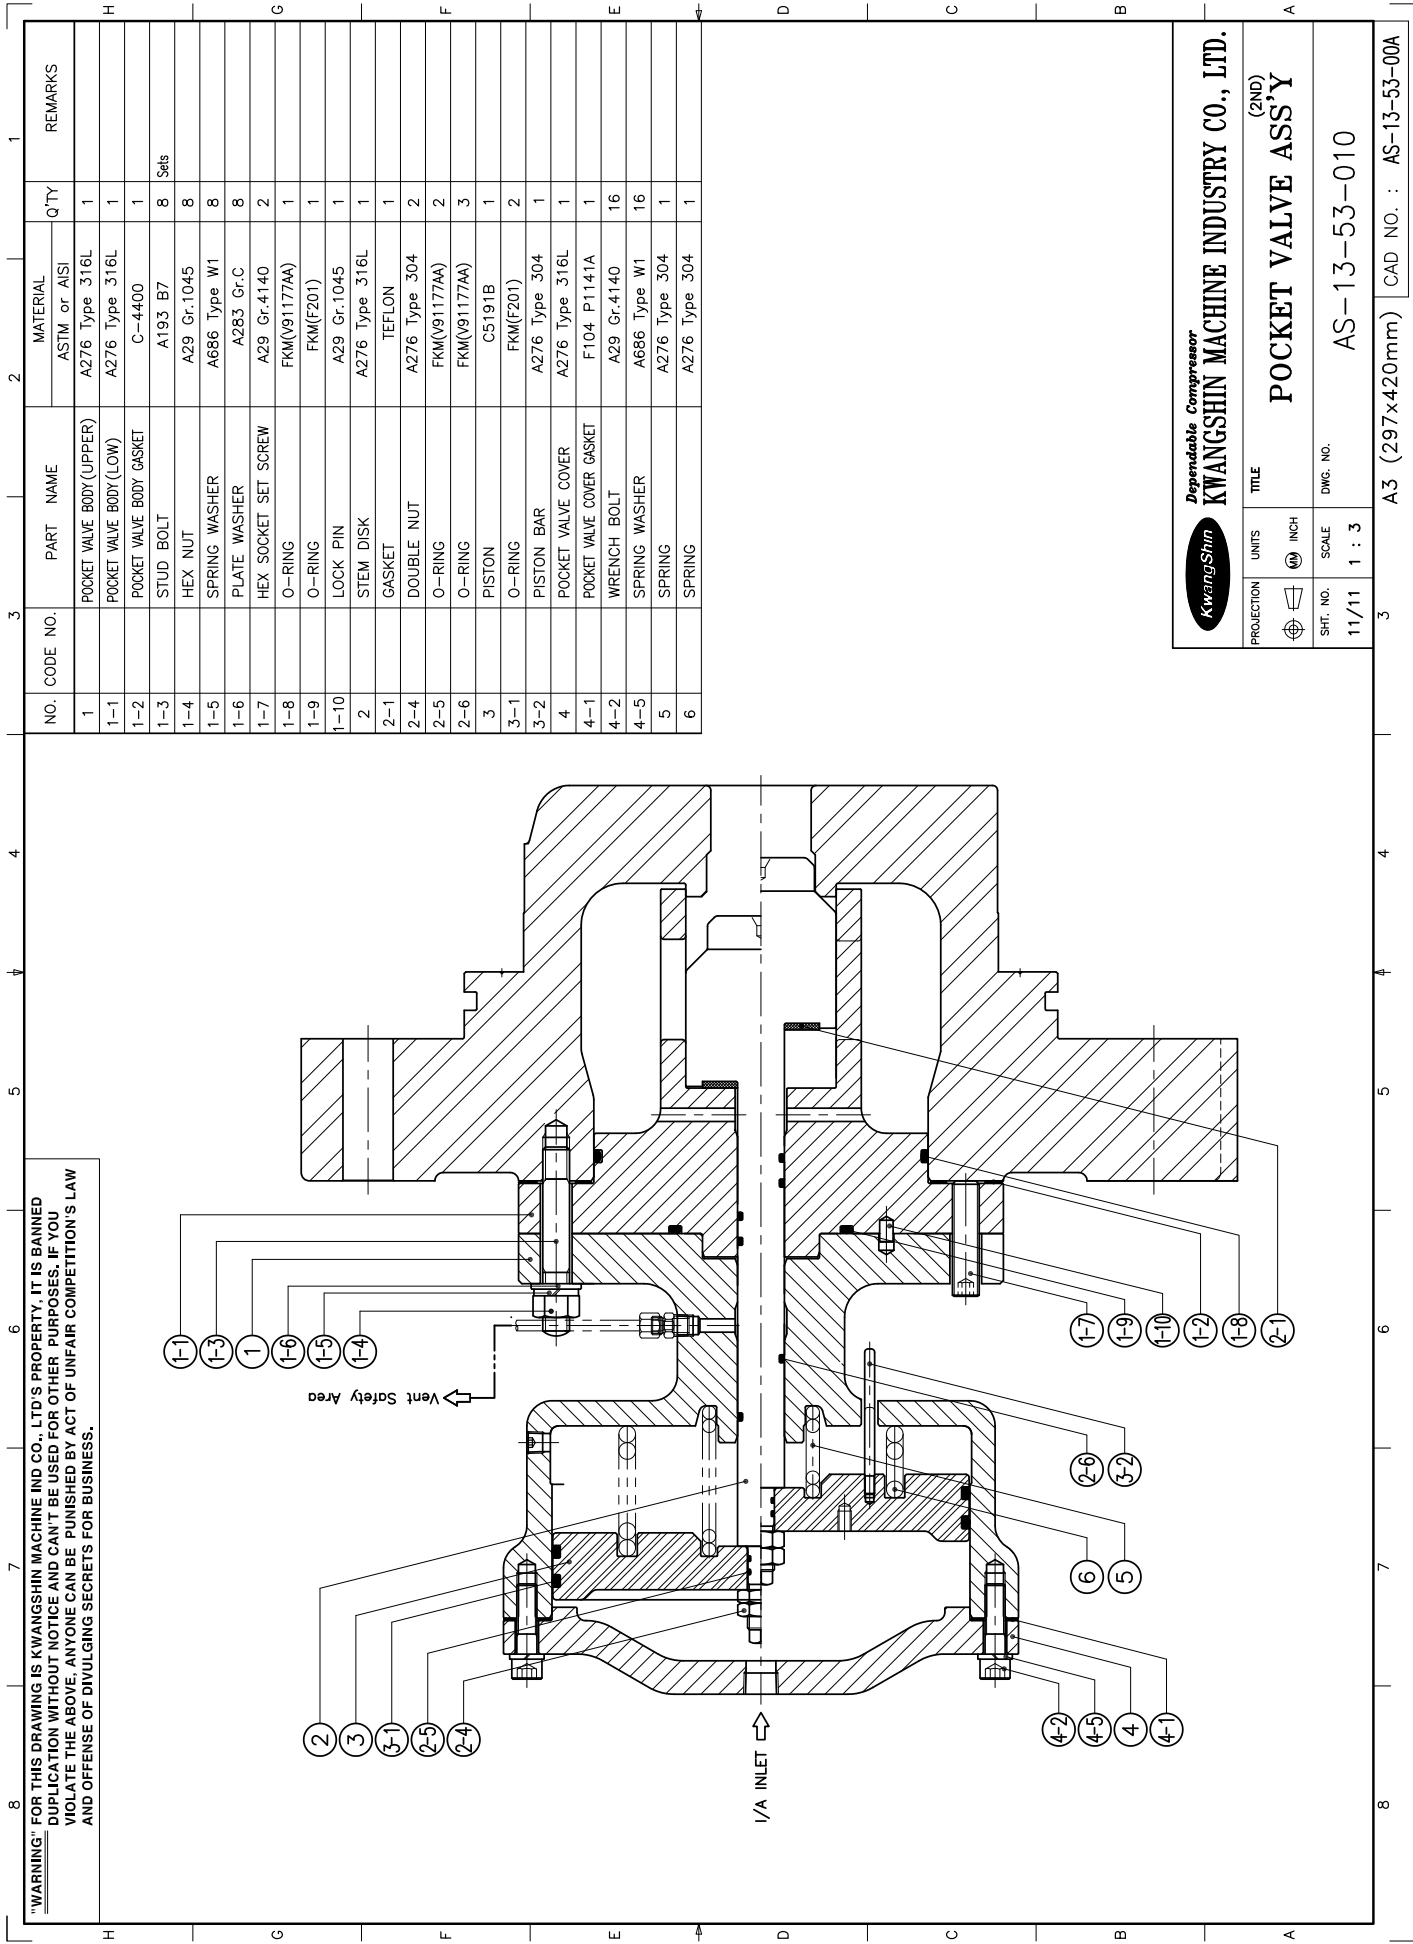 "WARNING" FOR THIS DRAWING IS KWANGSHIN MACHINE IND CO., LTD'S PROPERTY, IT IS BANNED
DUPLICATION WITHOUT NOTICE AND CAN'T BE USED FOR OTHER PURPOSES. IF YOU
VIOLATE THE ABOVE, ANYONE CAN BE PUNISHED BY ACT OF UNFAIR COMPETITION'S LAW
AND OFFENSE OF DIVULGING SECRETS FOR BUSINESS.
8 7 6 5 4 3 2 1
H G F E D C B A
NO. CODE NO. PART NAME MATERIAL ASTM or AISI Q'TY REMARKS
1 POCKET VALVE BODY(UPPER) A276 Type 316L 1
1-1 POCKET VALVE BODY(LOW) A276 Type 316L 1
1-2 POCKET VALVE BODY GASKET C-4400 1
1-3 STUD BOLT A193 B7 8 Sets
1-4 HEX NUT A29 Gr.1045 8
1-5 SPRING WASHER A686 Type W1 8
1-6 PLATE WASHER A283 Gr.C 8
1-7 HEX SOCKET SET SCREW A29 Gr.4140 2
1-8 O-RING FKM(V91177AA) 1
1-9 O-RING FKM(F201) 1
1-10 LOCK PIN A29 Gr.1045 1
2 STEM DISK A276 Type 316L 1
2-1 GASKET TEFLON 1
2-4 DOUBLE NUT A276 Type 304 2
2-5 O-RING FKM(V91177AA) 2
2-6 O-RING FKM(V91177AA) 3
3 PISTON C5191B 1
3-1 O-RING FKM(F201) 2
3-2 PISTON BAR A276 Type 304 1
4 POCKET VALVE COVER A276 Type 316L 1
4-1 POCKET VALVE COVER GASKET F104 P1141A 1
4-2 WRENCH BOLT A29 Gr.4140 16
4-5 SPRING WASHER A686 Type W1 16
5 SPRING A276 Type 304 1
6 SPRING A276 Type 304 1
1-1
1-3
1
1-6
1-5
1-4
Vent Safety Area
2
3
3-1
2-5
2-4
I/A INLET
4-2
4-5
4
4-1
6
5
2-6
3-2
1-7
1-9
1-10
1-2
1-8
2-1
KwangShin
Dependable Compressor
KWANGSHIN MACHINE INDUSTRY CO., LTD.
PROJECTION
UNITS
MM INCH
TITLE
(2ND)
POCKET VALVE ASS'Y
SHT. NO.
11/11
SCALE
1 : 3
DWG. NO.
AS-13-53-010
A3 (297x420mm)
CAD NO. : AS-13-53-00A
8 7 6 5 4 3
H G F E D C B A